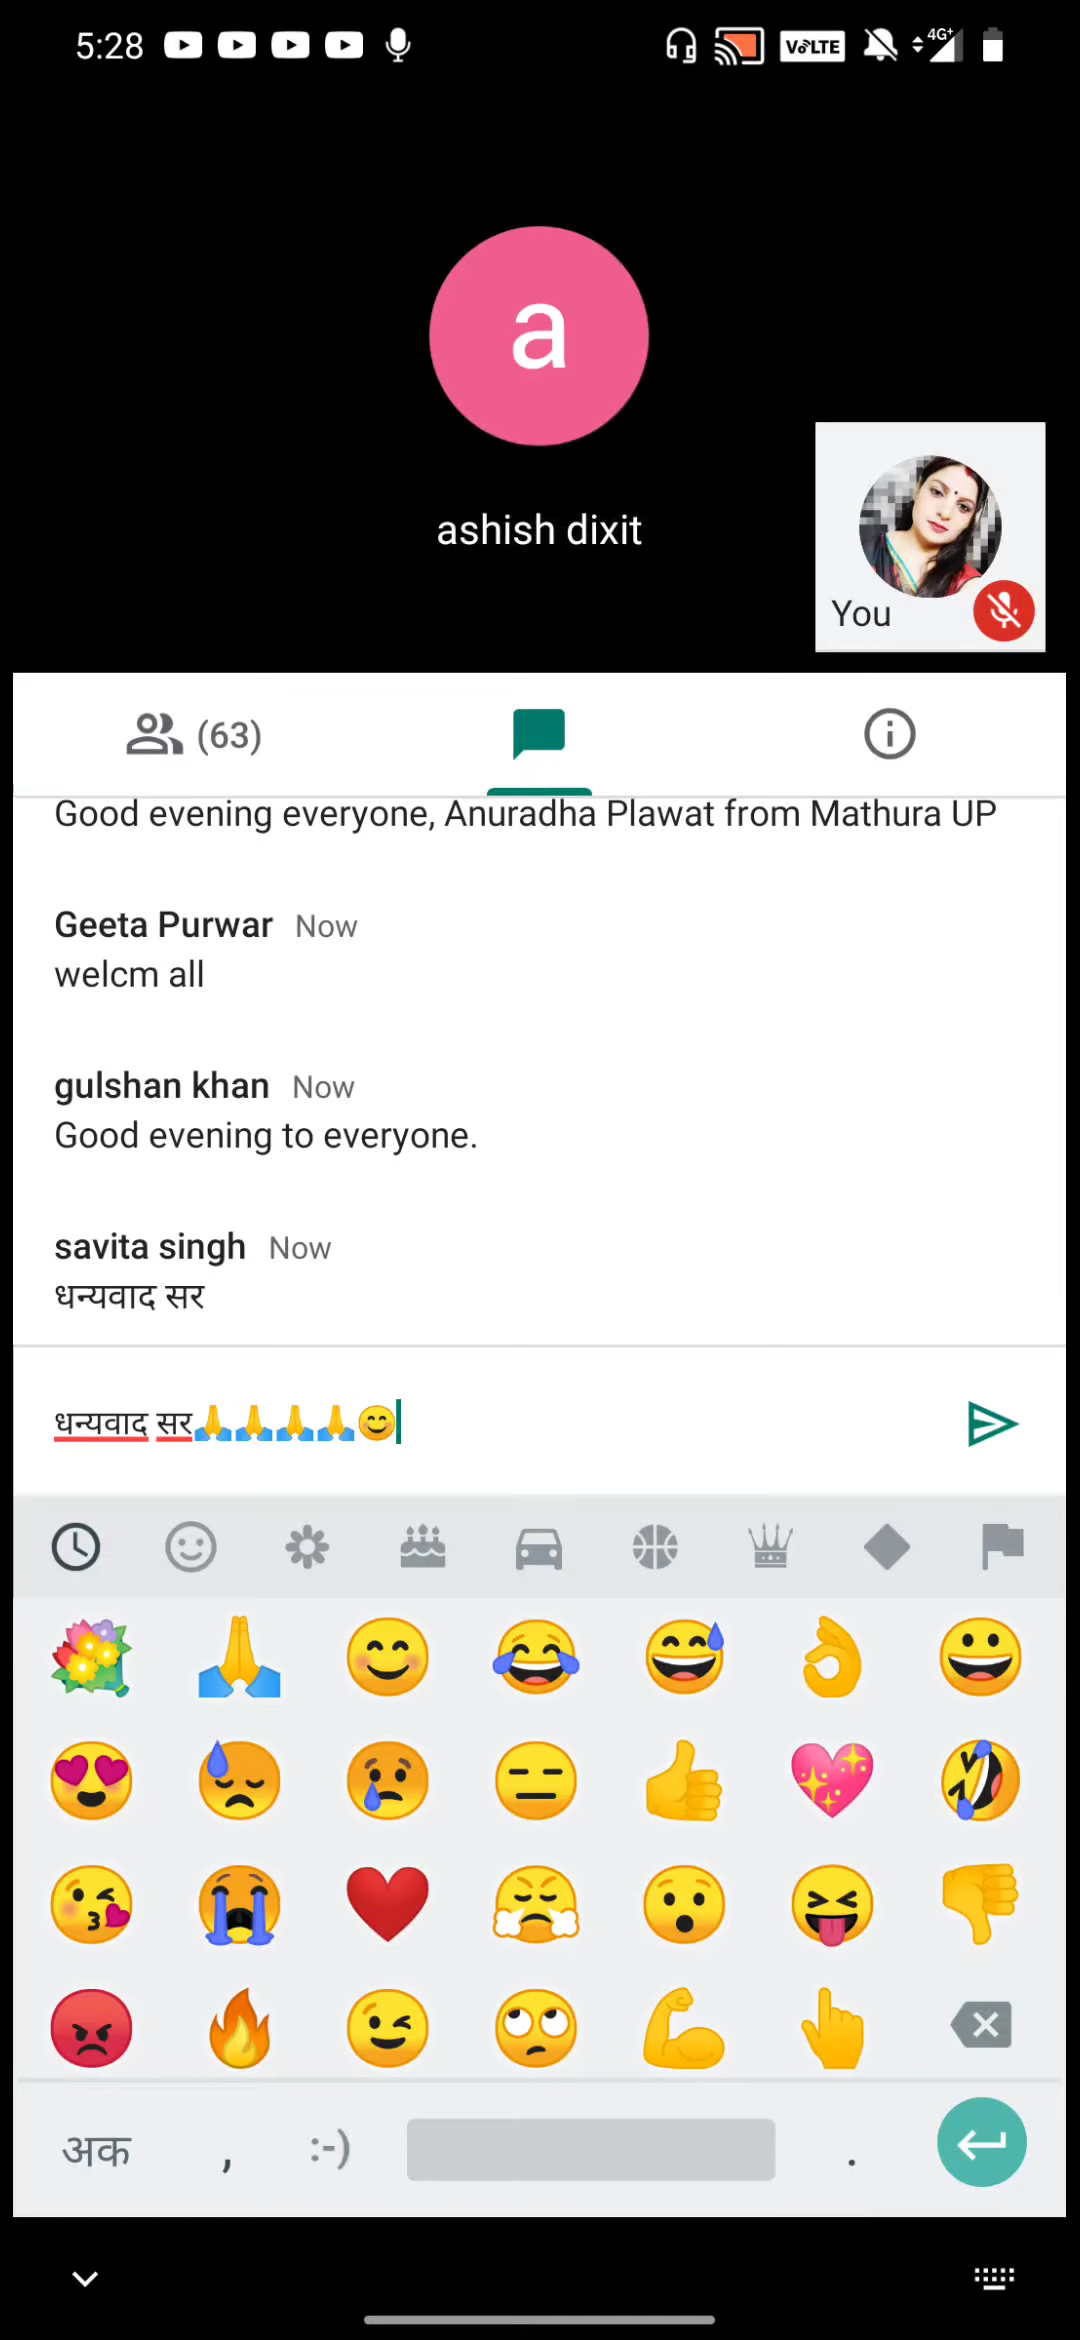 5:28
VoLTE
4G+
a
ashish dixit
You
(63)
Good evening everyone, Anuradha Plawat from Mathura UP
Geeta Purwar Now
welcm all
gulshan khan Now
Good evening to everyone.
savita singh Now
धन्यवाद सर
धन्यवाद सर🙏🙏🙏🙏😊
अक , :-) .